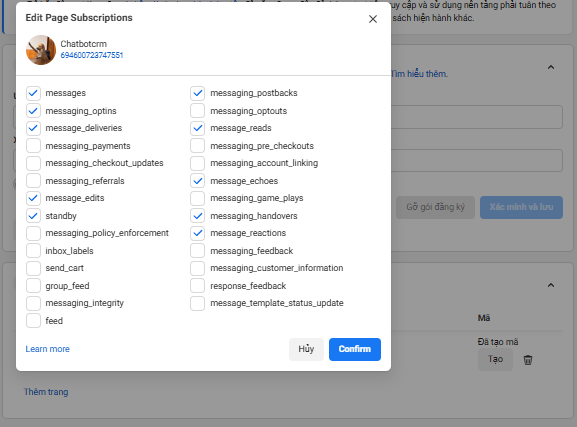 Edit Page Subscriptions
Chatbotcrm
694600723747551
messages
messaging_postbacks
messaging_optins
messaging_optouts
message_deliveries
message_reads
messaging_payments
messaging_pre_checkouts
messaging_checkout_updates
messaging_account_linking
messaging_referrals
message_echoes
message_edits
messaging_game_plays
standby
messaging_handovers
messaging_policy_enforcement
message_reactions
inbox_labels
messaging_feedback
send_cart
messaging_customer_information
group_feed
response_feedback
messaging_integrity
message_template_status_update
feed
Learn more
Hủy
Confirm
uy cập và sử dụng nền tảng phải tuân theo
sách hiện hành khác.
Tìm hiểu thêm.
Gỡ gói đăng ký
Xác minh và lưu
Mã
Đã tạo mã
Tạo
Thêm trang